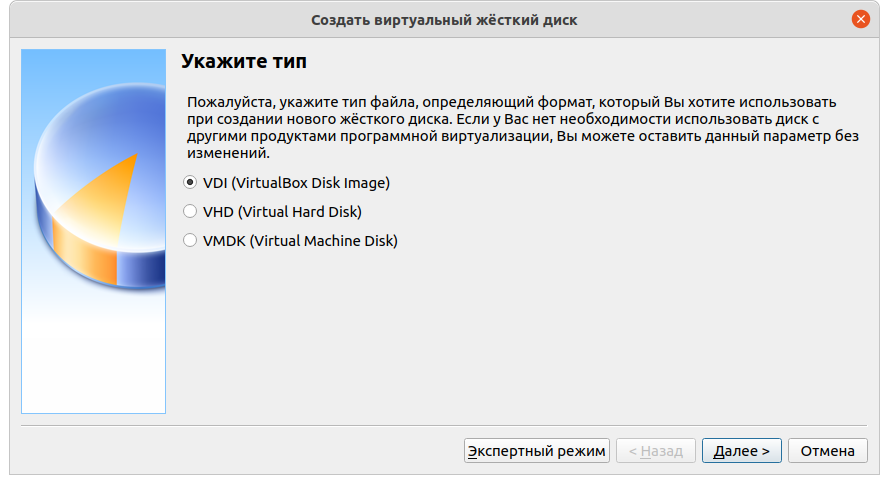 Создать виртуальный жёсткий диск
Укажите тип
Пожалуйста, укажите тип файла, определяющий формат, который Вы хотите использовать
при создании нового жёсткого диска. Если у Вас нет необходимости использовать диск с
другими продуктами программной виртуализации, Вы можете оставить данный параметр без
изменений.
VDI (VirtualBox Disk Image)
VHD (Virtual Hard Disk)
VMDK (Virtual Machine Disk)
Экспертный режим
< Назад
Далее >
Отмена